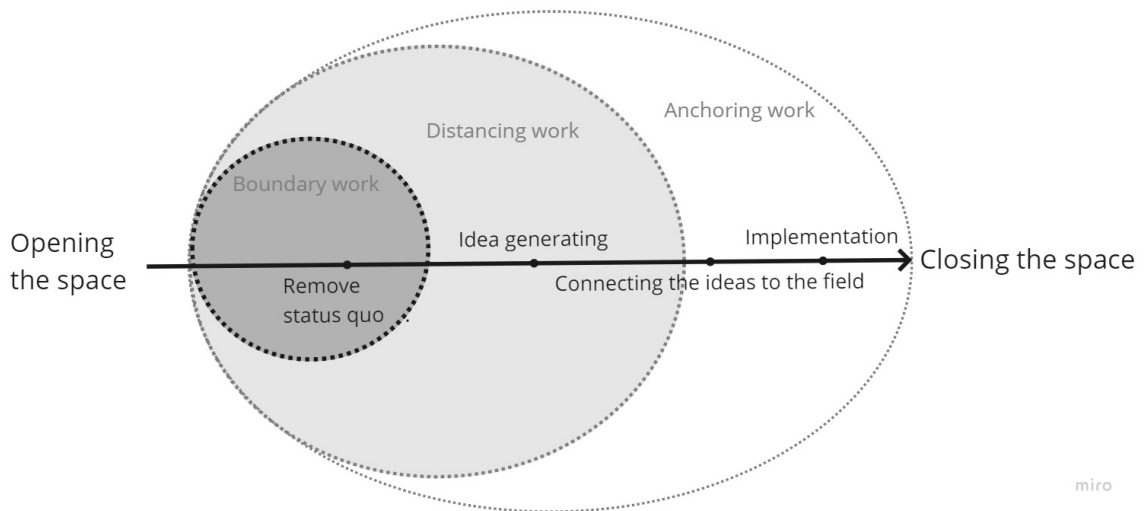 Anchoring work
Distancing work
Boundary work
Opening
the space
Idea generating
Implementation
Closing the space
Remove
status quo
Connecting the ideas to the field
miro